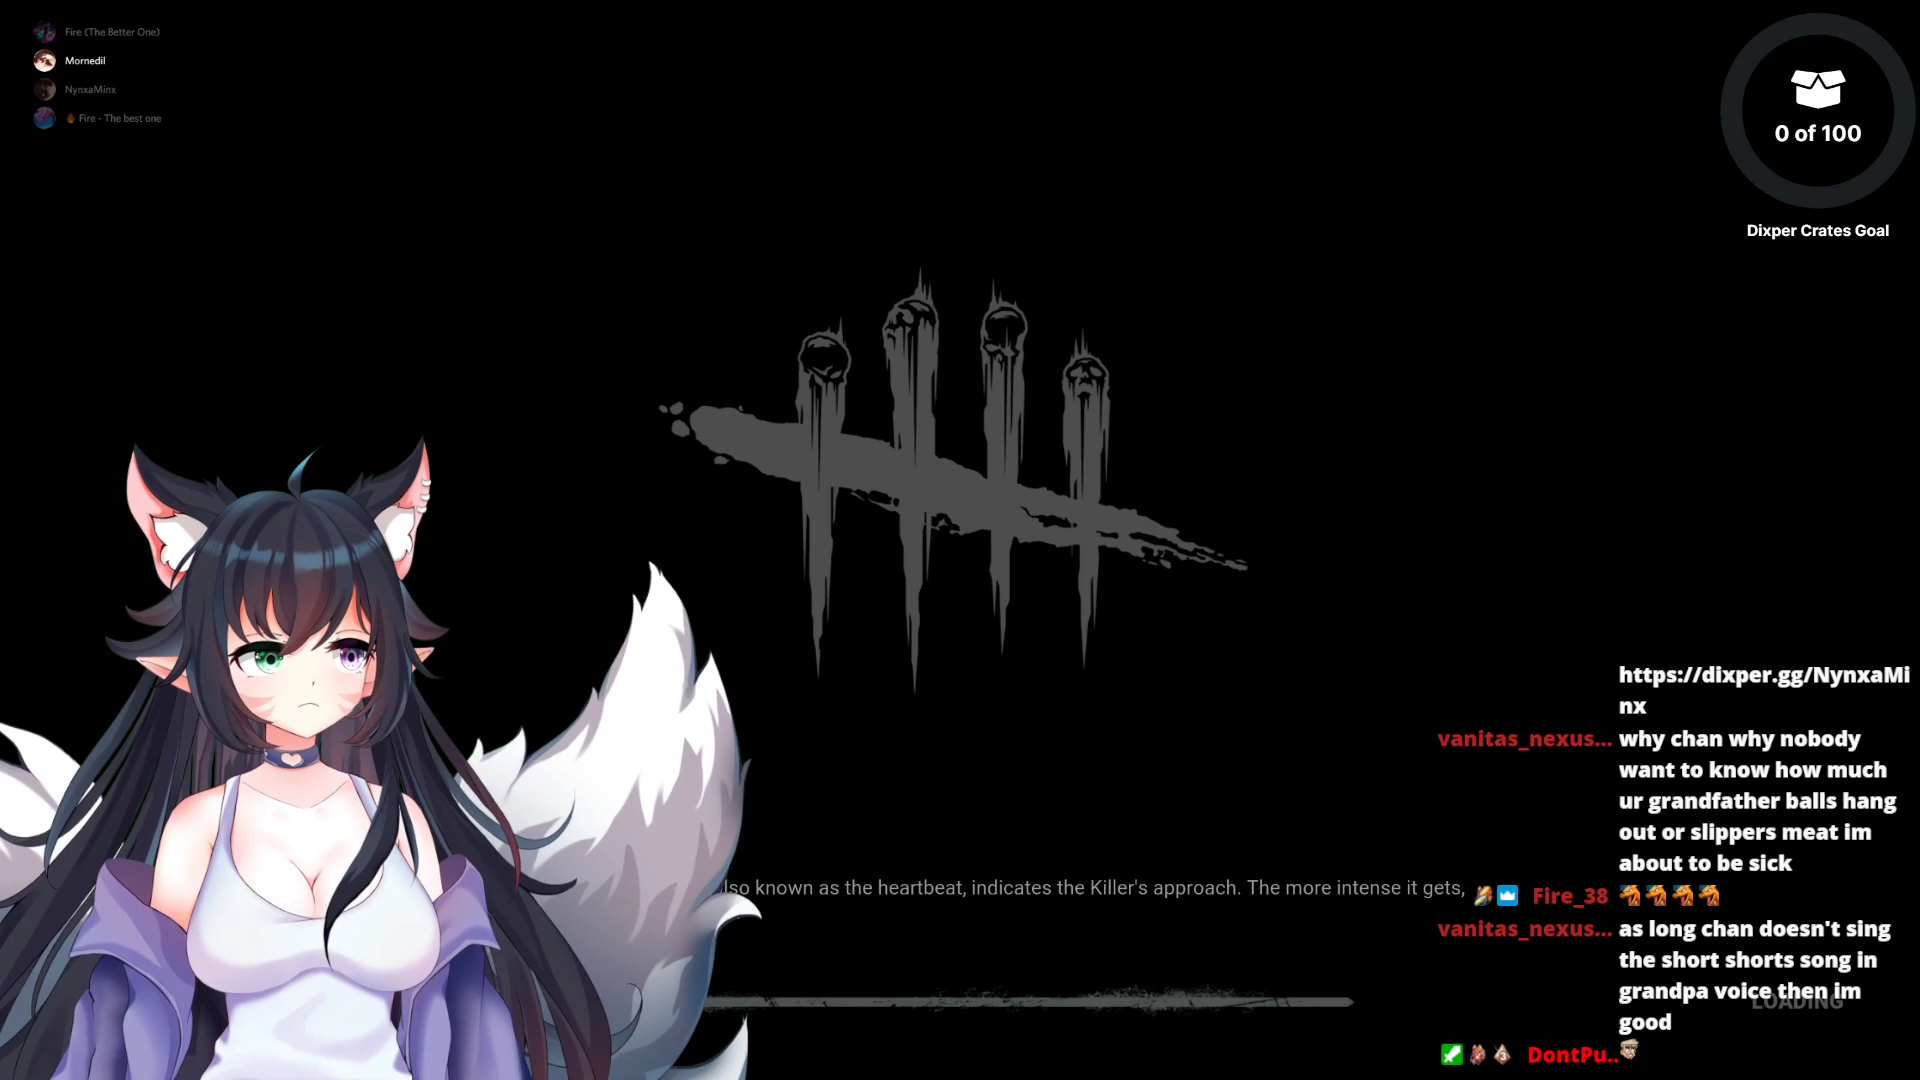 Fire (The Better One)
Mornedil
NynxaMinx
Fire - The best one
0 of 100
Dixper Crates Goal
https://dixper.gg/NynxaMi
nx
vanitas_nexus... why chan why nobody
want to know how much
ur grandfather balls hang
out or slippers meat im
about to be sick
lso known as the heartbeat, indicates the Killer's approach. The more intense it gets,
Fire_38
vanitas_nexus... as long chan doesn't sing
the short shorts song in
grandpa voice then im
good
LOADING
DontPu..